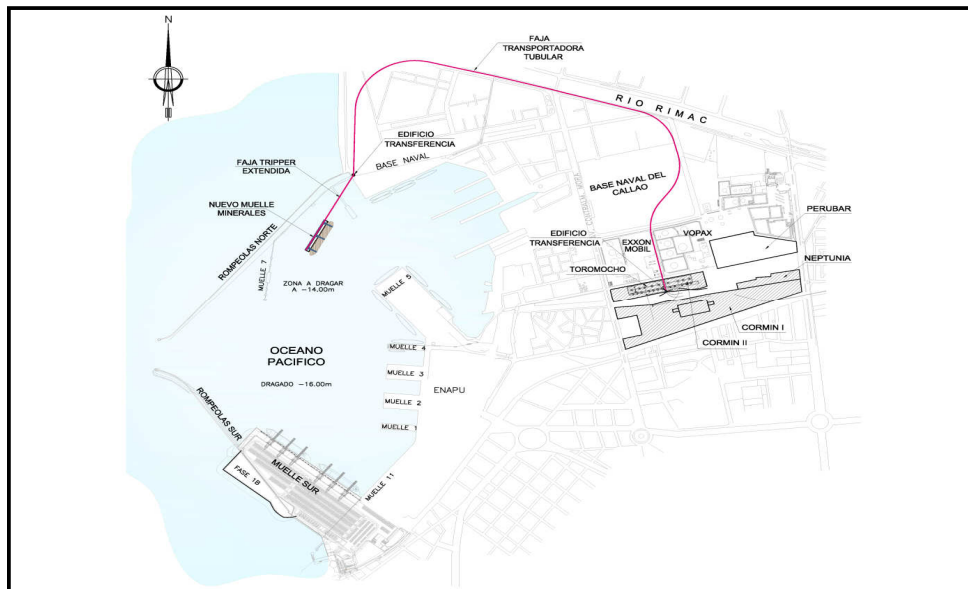 N
FAJA
TRANSPORTADORA
TUBULAR
RIO RIMAC
EDIFICIO
TRANSFERENCIA
BASE NAVAL
FAJA TRIPPER
EXTENDIDA
NUEVO MUELLE
MINERALES
BASE NAVAL DEL
CALLAO
PERUBAR
EDIFICIO
TRANSFERENCIA
EXXON
MOBIL
VOPAX
NEPTUNIA
TOROMOCHO
ROMPEOLAS NORTE
MUELLE 7
ZONA A DRAGAR
A -14.00m
MUELLE 5
CORMIN I
CORMIN II
OCEANO
PACIFICO
DRAGADO -16.00m
MUELLE 4
MUELLE 3
MUELLE 2
MUELLE 1
ENAPU
ROMPEOLAS SUR
MUELLE SUR
FASE 1B
MUELLE 11